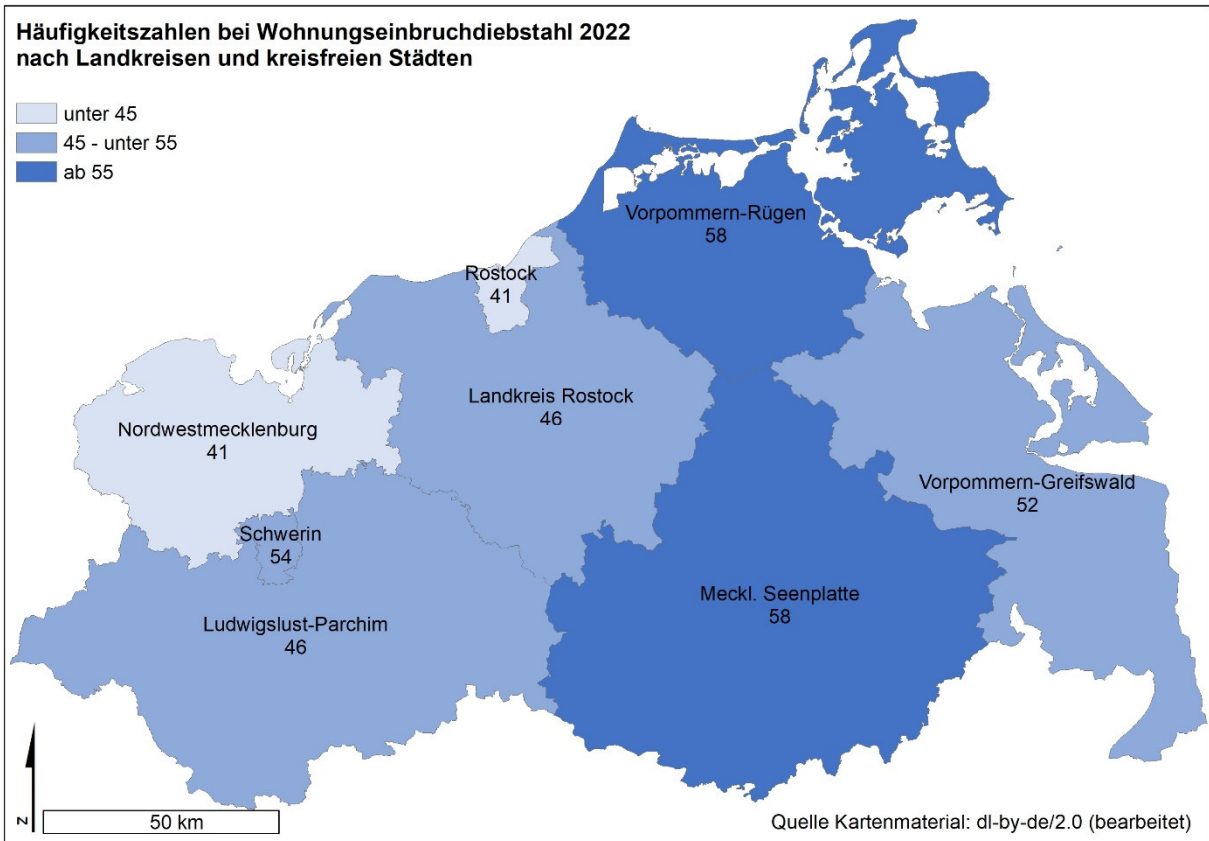 Häufigkeitszahlen bei Wohnungseinbruchdiebstahl 2022
nach Landkreisen und kreisfreien Städten
unter 45
45 - unter 55
ab 55
Vorpommern-Rügen
58
Rostock
41
Landkreis Rostock
46
Nordwestmecklenburg
41
Vorpommern-Greifswald
52
Schwerin
54
Meckl. Seenplatte
58
Ludwigslust-Parchim
46
N
50 km
Quelle Kartenmaterial: dl-by-de/2.0 (bearbeitet)